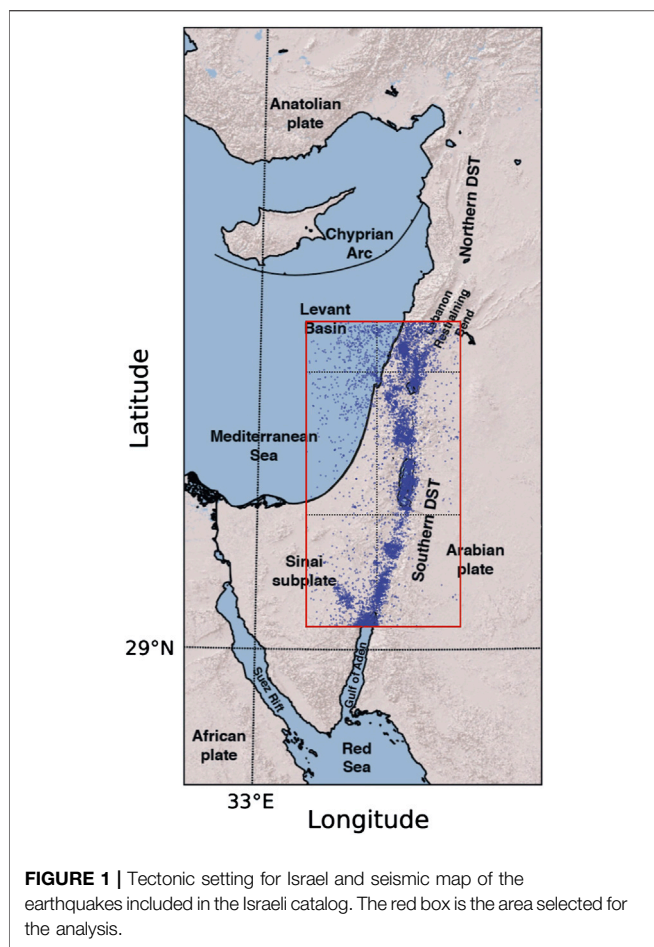 Anatolian
plate
Northern DST
Chyprian
Arc
Lebanon
Restraining
Bend
Levant
Basin
Latitude
Mediterranean
Sea
Southern DST
Sinai
subplate
Arabian
plate
29°N
Suez Rift
Gulf of Aden
African
plate
Red
Sea
33°E
Longitude
FIGURE 1 | Tectonic setting for Israel and seismic map of the
earthquakes included in the Israeli catalog. The red box is the area selected for
the analysis.